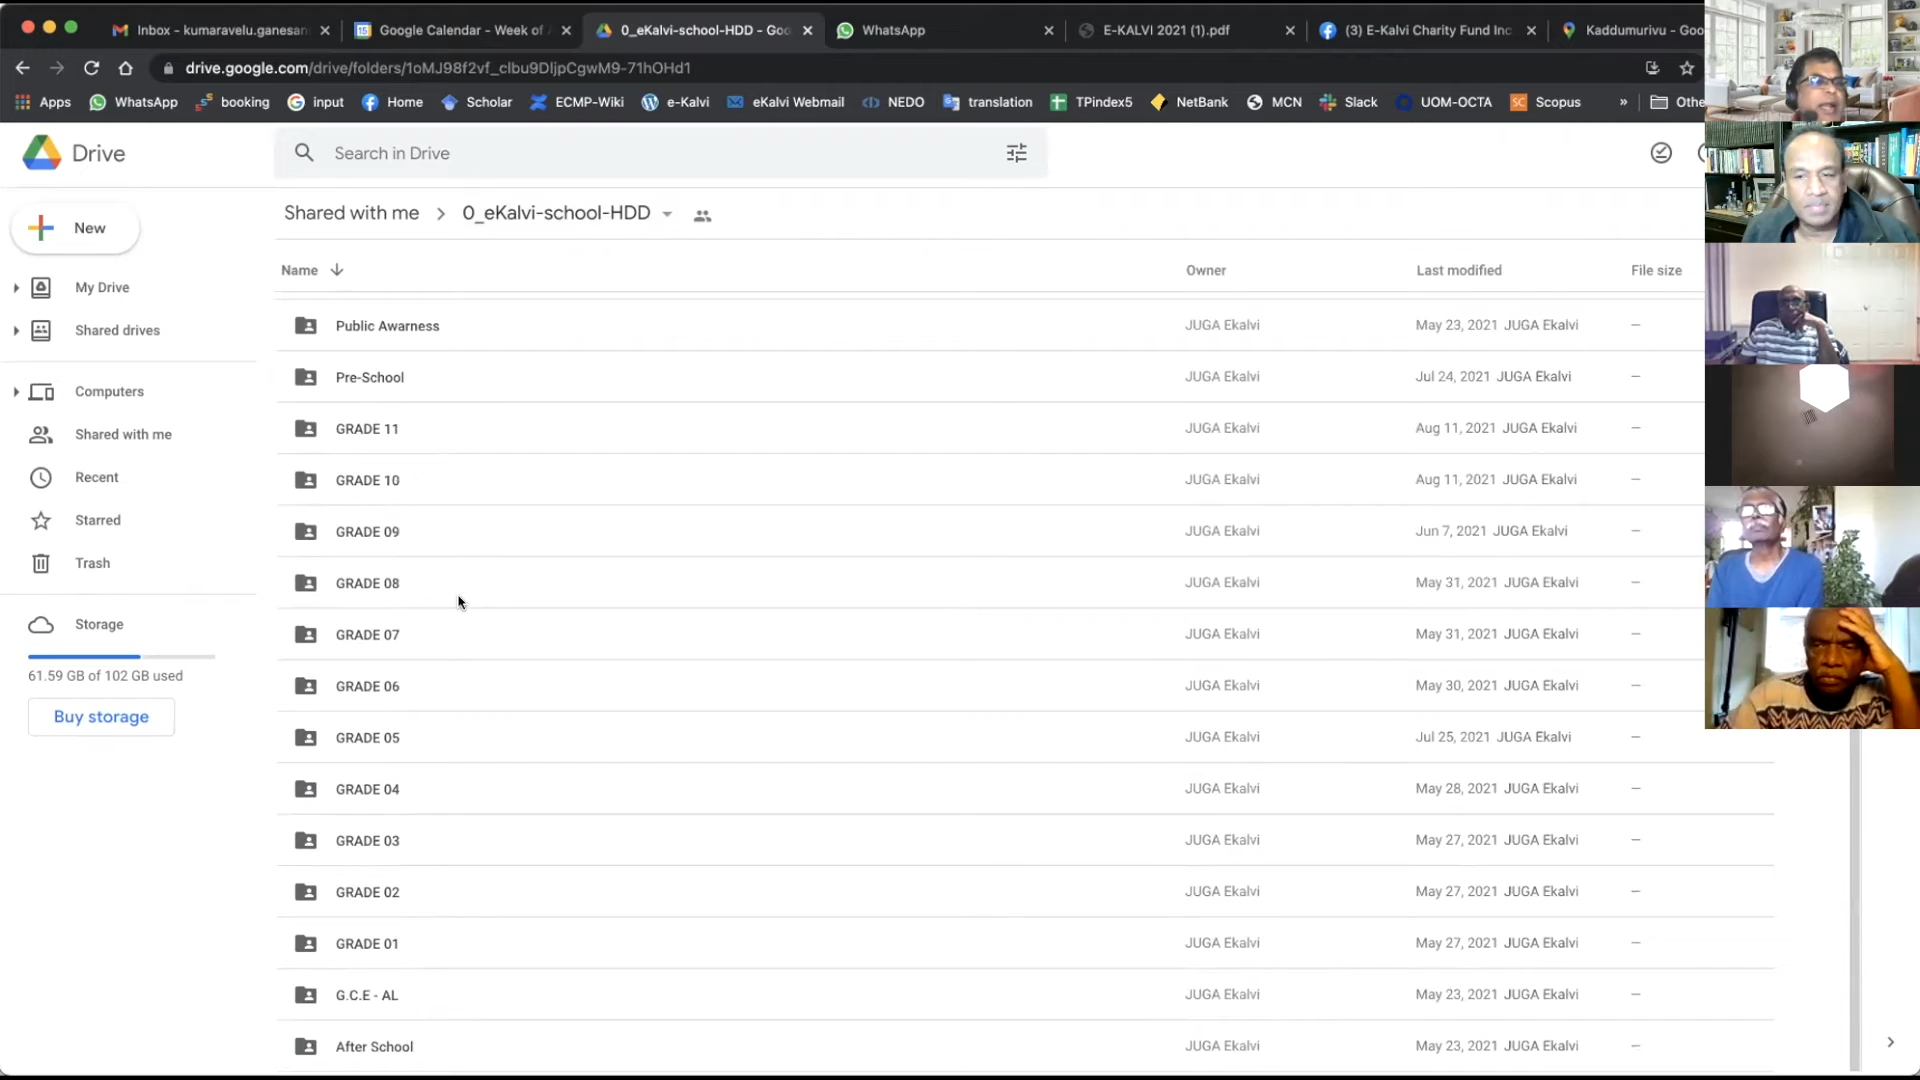 Inbox - kumaravelu.ganesan
Google Calendar - Week of
0_eKalvi-school-HDD - Goo
WhatsApp
E-KALVI 2021 (1).pdf
(3) E-Kalvi Charity Fund Inc.
Kaddumurivu - Goo
drive.google.com/drive/folders/1oMJ98f2vf_clbu9DljpCgwM9-71hOHd1
Apps WhatsApp booking input Home Scholar ECMP-Wiki e-Kalvi eKalvi Webmail NEDO translation TPindex5 NetBank MCN Slack UOM-OCTA Scopus » Othe
Drive
Search in Drive
Shared with me > 0_eKalvi-school-HDD
New
My Drive
Shared drives
Computers
Shared with me
Recent
Starred
Trash
Storage
61.59 GB of 102 GB used
Buy storage
Name Owner Last modified File size
Public Awarness JUGA Ekalvi May 23, 2021 JUGA Ekalvi —
Pre-School JUGA Ekalvi Jul 24, 2021 JUGA Ekalvi —
GRADE 11 JUGA Ekalvi Aug 11, 2021 JUGA Ekalvi —
GRADE 10 JUGA Ekalvi Aug 11, 2021 JUGA Ekalvi —
GRADE 09 JUGA Ekalvi Jun 7, 2021 JUGA Ekalvi —
GRADE 08 JUGA Ekalvi May 31, 2021 JUGA Ekalvi —
GRADE 07 JUGA Ekalvi May 31, 2021 JUGA Ekalvi —
GRADE 06 JUGA Ekalvi May 30, 2021 JUGA Ekalvi —
GRADE 05 JUGA Ekalvi Jul 25, 2021 JUGA Ekalvi —
GRADE 04 JUGA Ekalvi May 28, 2021 JUGA Ekalvi —
GRADE 03 JUGA Ekalvi May 27, 2021 JUGA Ekalvi —
GRADE 02 JUGA Ekalvi May 27, 2021 JUGA Ekalvi —
GRADE 01 JUGA Ekalvi May 27, 2021 JUGA Ekalvi —
G.C.E - AL JUGA Ekalvi May 23, 2021 JUGA Ekalvi —
After School JUGA Ekalvi May 23, 2021 JUGA Ekalvi —